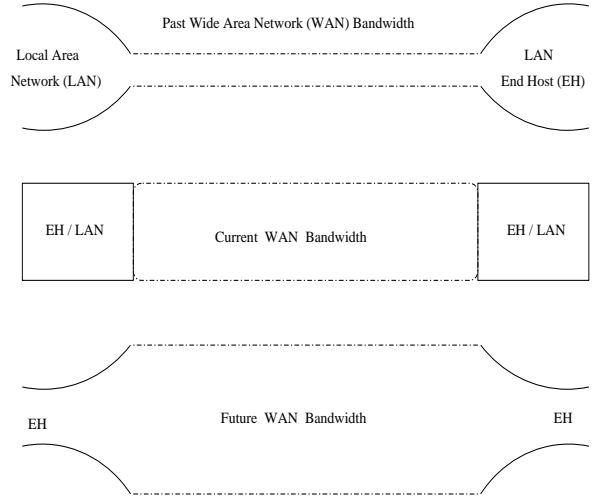 Past Wide Area Network (WAN) Bandwidth
Local Area
Network (LAN)
LAN
End Host (EH)
EH / LAN
Current WAN Bandwidth
EH / LAN
EH
Future WAN Bandwidth
EH